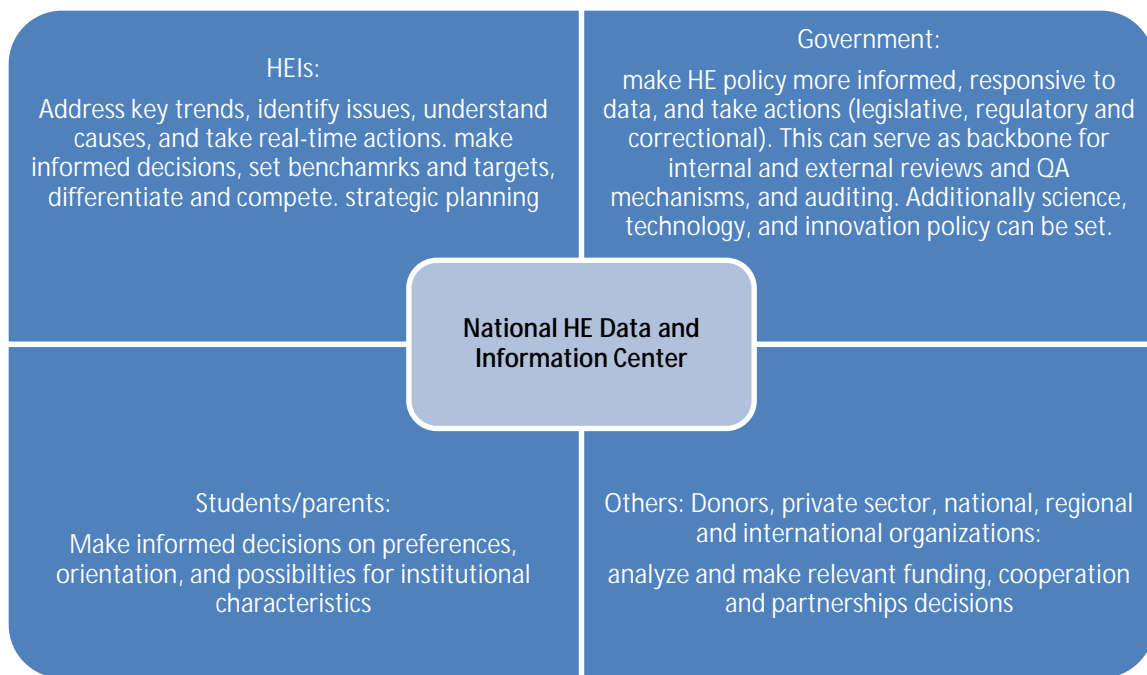 HEIs:
Address key trends, identify issues, understand
causes, and take real-time actions. make
informed decisions, set benchamrks and targets,
differentiate and compete. strategic planning
Government:
make HE policy more informed, responsive to
data, and take actions (legislative, regulatory and
correctional). This can serve as backbone for
internal and external reviews and QA
mechanisms, and auditing. Additionally science,
technology, and innovation policy can be set.
National HE Data and
Information Center
Students/parents:
Make informed decisions on preferences,
orientation, and possibilties for institutional
characteristics
Others: Donors, private sector, national, regional
and international organizations:
analyze and make relevant funding, cooperation
and partnerships decisions